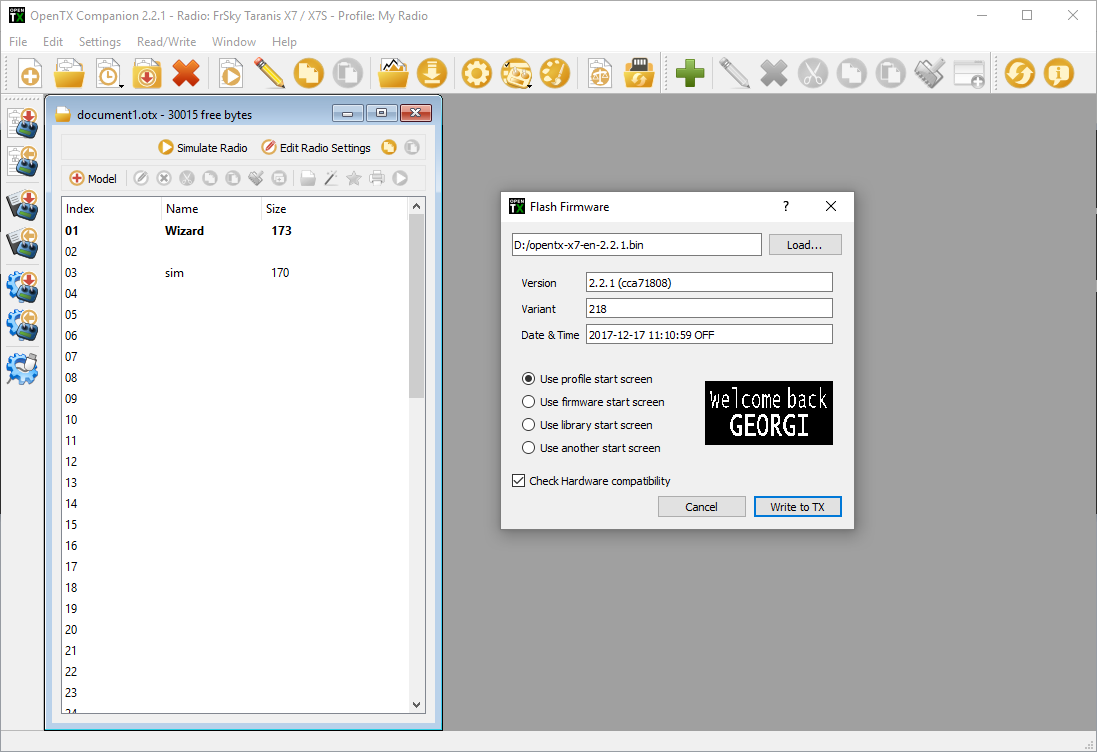 OPEN TX OpenTX Companion 2.2.1 - Radio: FrSky Taranis X7 / X7S - Profile: My Radio
File Edit Settings Read/Write Window Help
document1.otx - 30015 free bytes
Simulate Radio Edit Radio Settings
Model
Index Name Size
01 Wizard 173
02
03 sim 170
04
05
06
07
08
09
10
11
12
13
14
15
16
17
18
19
20
21
22
23
24
OPEN TX Flash Firmware ?
D:/opentx-x7-en-2.2.1.bin Load...
Version 2.2.1 (cca71808)
Variant 218
Date & Time 2017-12-17 11:10:59 OFF
Use profile start screen
Use firmware start screen
Use library start screen
Use another start screen
Welcome back
GEORGI
Check Hardware compatibility
Cancel Write to TX